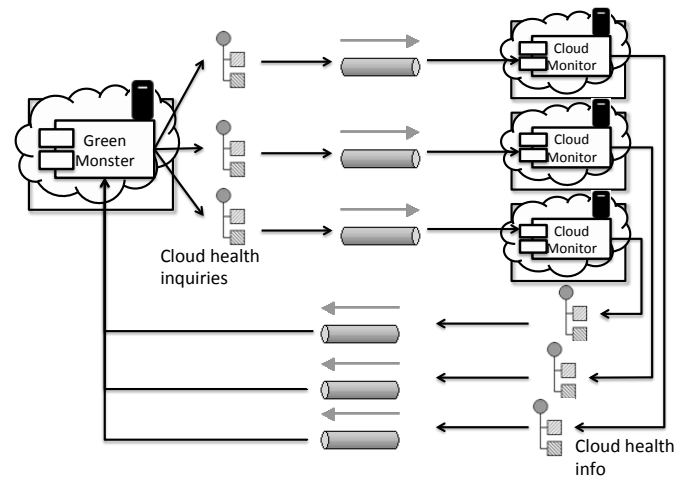 Cloud
Monitor
Green
Monster
Cloud
Monitor
Cloud
Monitor
Cloud health
inquiries
Cloud health
info